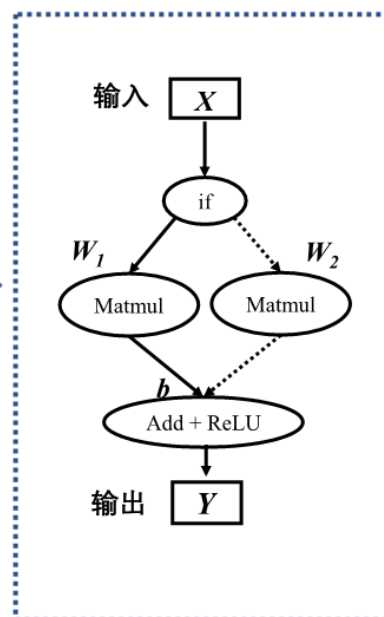 输入 X
if
W1 W2
Matmul Matmul
b
Add + ReLU
输出 Y